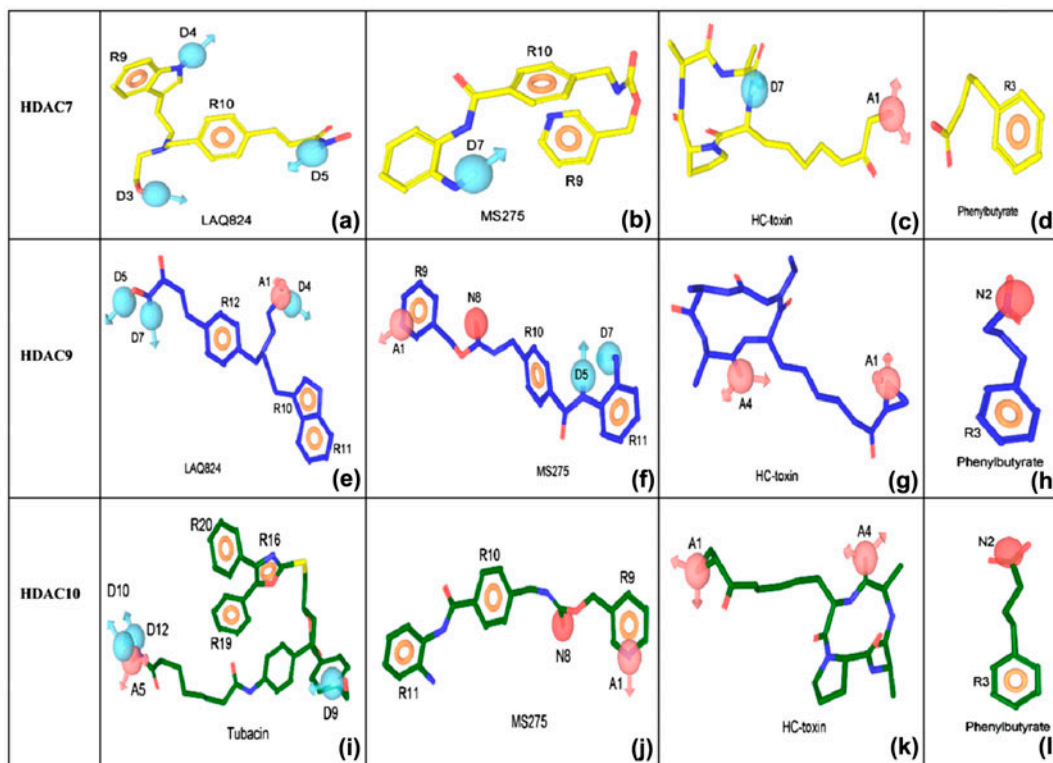 HDAC7
D4
R9
R10
D5
D3
LAQ824
(a)
R10
D7
R9
MS275
(b)
D7
A1
HC-toxin
(c)
R3
Phenylbutyrate
(d)
HDAC9
D5
D7
R12
A1
D4
R10
R11
LAQ824
(e)
R9
N8
A1
R10
D7
D5
R11
MS275
(f)
A4
A1
HC-toxin
(g)
N2
R3
Phenylbutyrate
(h)
HDAC10
R20
R16
D10
D12
R19
A5
D9
Tubacin
(i)
R10
R9
N8
R11
A1
MS275
(j)
A1
A4
HC-toxin
(k)
N2
R3
Phenylbutyrate
(l)